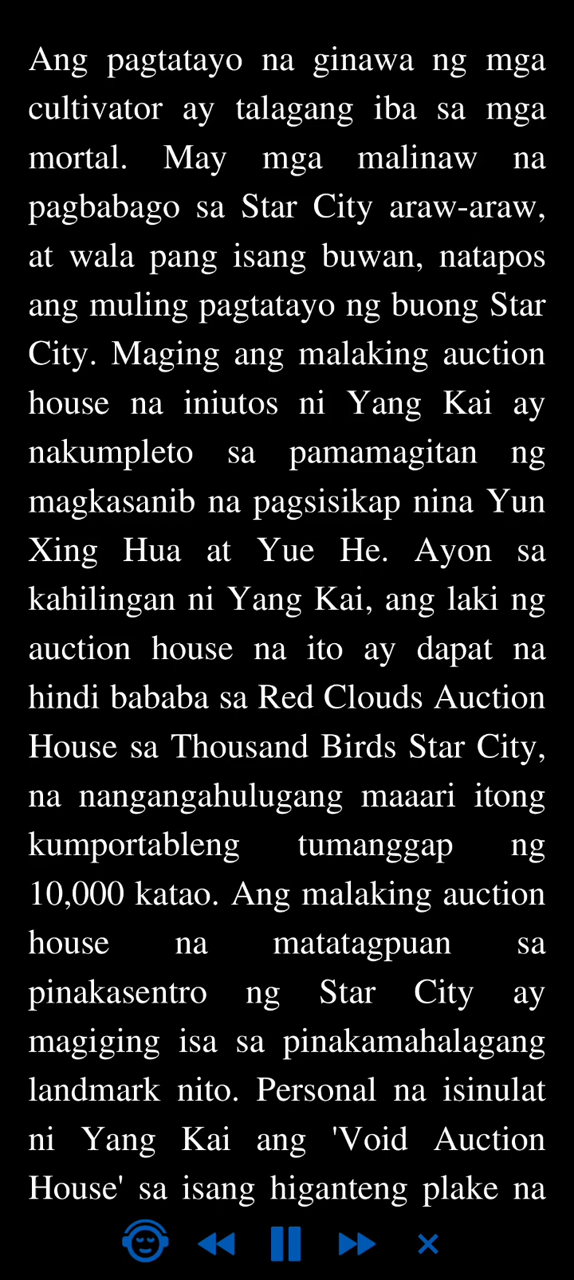 Ang pagtatayo na ginawa ng mga
cultivator ay talagang iba sa mga
mortal. May mga malinaw na
pagbabago sa Star City araw-araw,
at wala pang isang buwan, natapos
ang muling pagtatayo ng buong Star
City. Maging ang malaking auction
house na iniutos ni Yang Kai ay
nakumpleto sa pamamagitan ng
magkasanib na pagsisikap nina Yun
Xing Hua at Yue He. Ayon sa
kahilingan ni Yang Kai, ang laki ng
auction house na ito ay dapat na
hindi bababa sa Red Clouds Auction
House sa Thousand Birds Star City,
na nangangahulugang maaari itong
kumportableng tumanggap ng
10,000 katao. Ang malaking auction
house na matatagpuan sa
pinakasentro ng Star City ay
magiging isa sa pinakamahalagang
landmark nito. Personal na isinulat
ni Yang Kai ang 'Void Auction
House' sa isang higanteng plake na